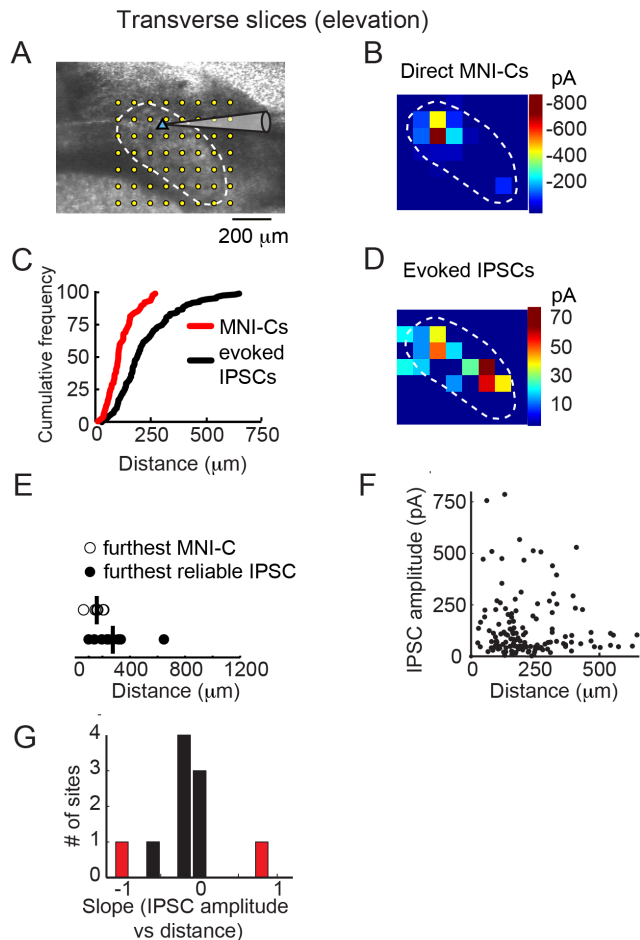 Transverse slices (elevation)
A
200 μm
B
Direct MNI-Cs
pA
-800
-600
-400
-200
C
Cumulative frequency
100
75
50
25
0
MNI-Cs
evoked
IPSCs
0 250 500 750
Distance (μm)
D
Evoked IPSCs
pA
70
50
30
10
E
furthest MNI-C
furthest reliable IPSC
0 400 800 1200
Distance (μm)
F
IPSC amplitude (pA)
750
500
250
100
0
0 250 500
Distance (μm)
G
# of sites
4
2
1
0
-1 0 1
Slope (IPSC amplitude
vs distance)